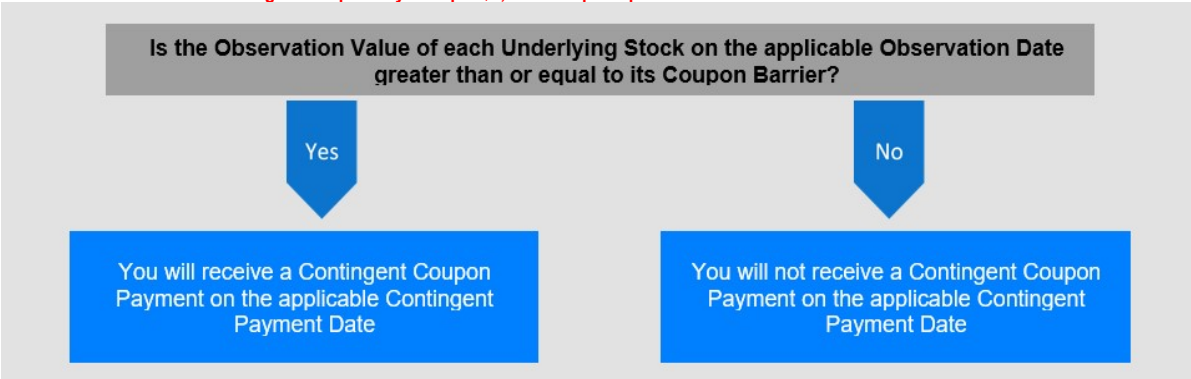 Is the Observation Value of each Underlying Stock on the applicable Observation Date
greater than or equal to its Coupon Barrier?
Yes
No
You will receive a Contingent Coupon
Payment on the applicable Contingent
Payment Date
You will not receive a Contingent Coupon
Payment on the applicable Contingent
Payment Date